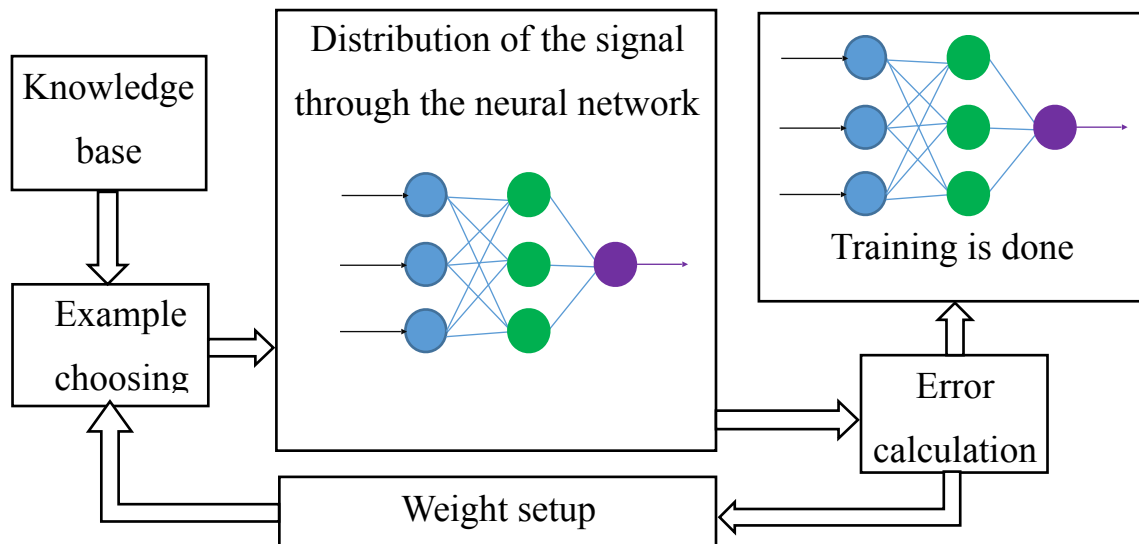 Knowledge
base
Distribution of the signal
through the neural network
Training is done
Example
choosing
Error
calculation
Weight setup